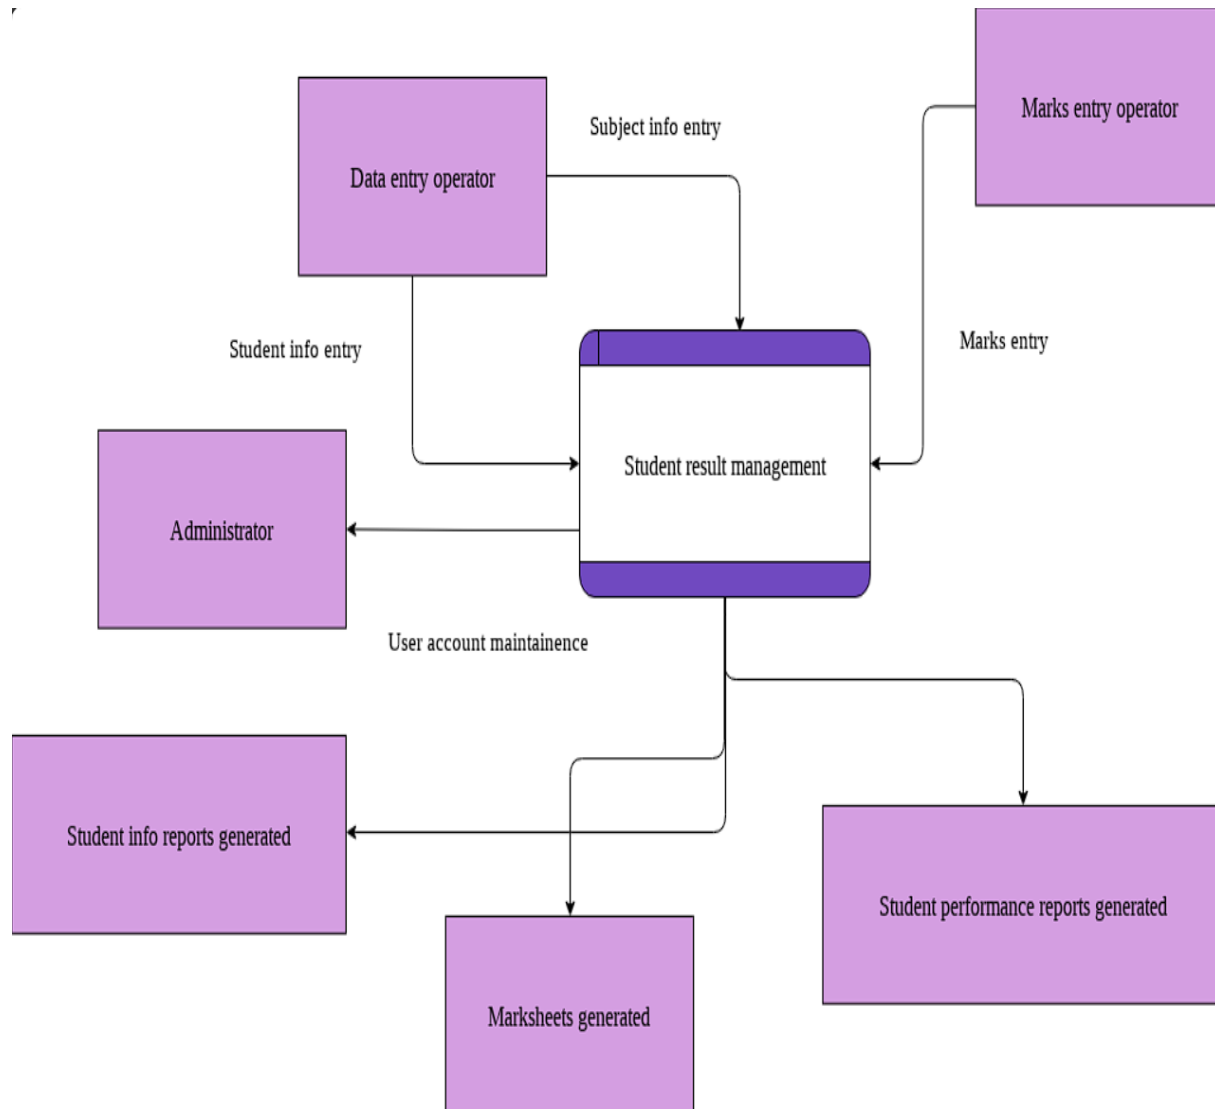 Marks entry operator
Subject info entry
Data entry operator
Student info entry
Marks entry
Student result management
Administrator
User account maintainence
Student info reports generated
Student performance reports generated
Marksheets generated